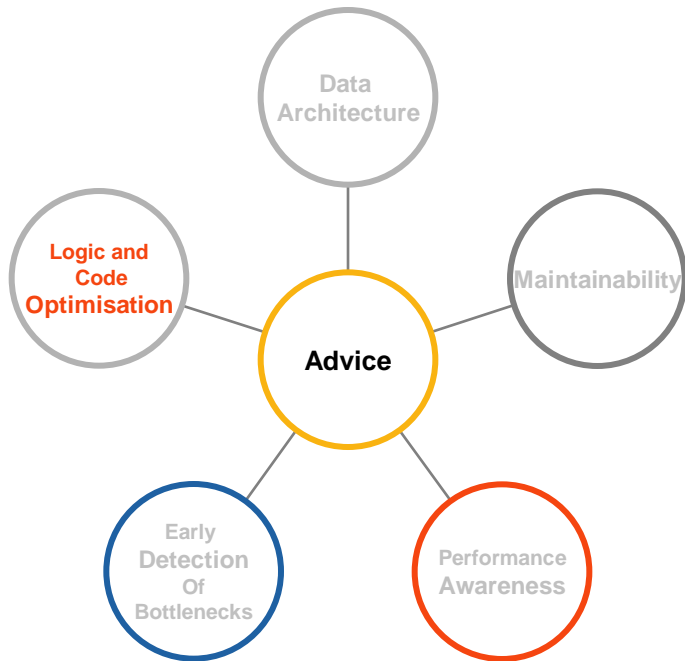 Data
Architecture
Logic and
Code
Optimisation
Maintainability
Advice
Early
Detection
Of
Bottlenecks
Performance
Awareness